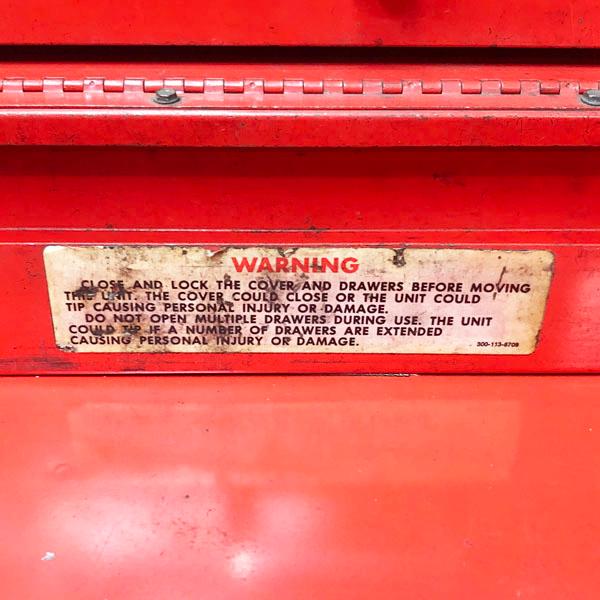 WARNING
CLOSE AND LOCK THE COVER AND DRAWERS BEFORE MOVING
THIS UNIT. THE COVER COULD CLOSE OR THE UNIT COULD
TIP CAUSING PERSONAL INJURY OR DAMAGE.
DO NOT OPEN MULTIPLE DRAWERS DURING USE. THE UNIT
COULD TIP IF A NUMBER OF DRAWERS ARE EXTENDED
CAUSING PERSONAL INJURY OR DAMAGE.
300-113-8709